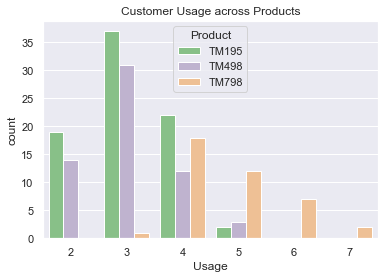 Customer Usage across Products
Product
TM195
TM498
TM798
count
35
30
25
20
15
10
5
0
2 3 4 5 6 7
Usage